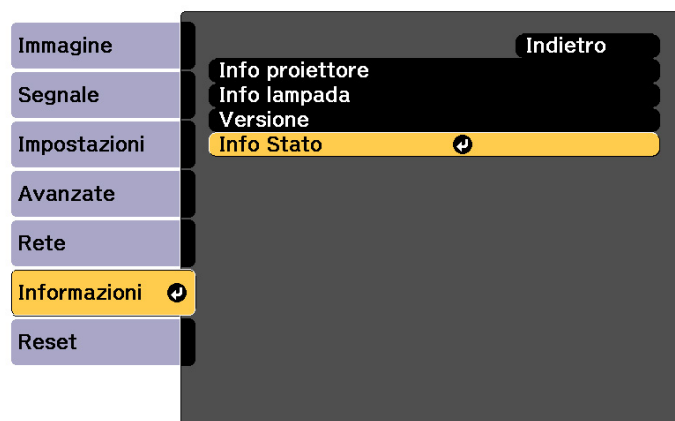 Immagine
Segnale
Impostazioni
Avanzate
Rete
Informazioni
Reset
Indietro
Info proiettore
Info lampada
Versione
Info Stato